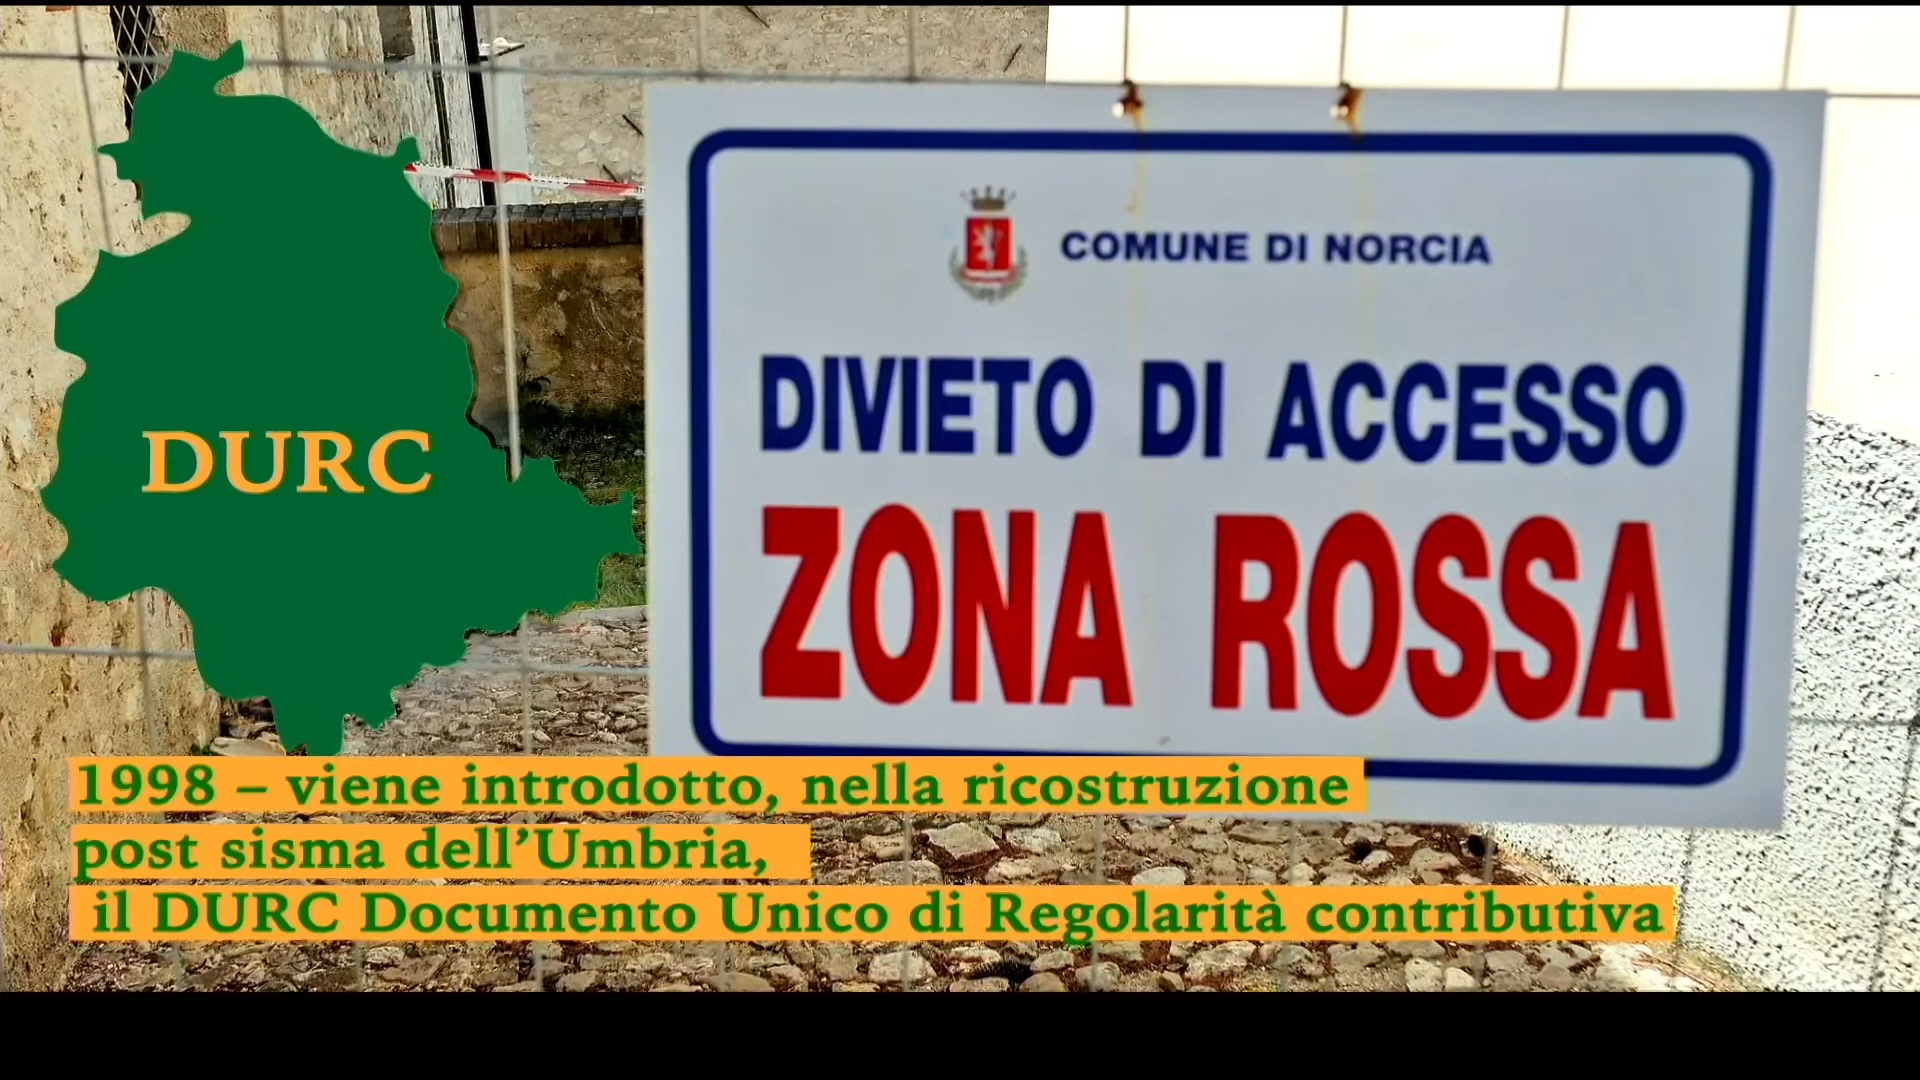 COMUNE DI NORCIA
DIVIETO DI ACCESSO
ZONA ROSSA
DURC
1998 – viene introdotto, nella ricostruzione
post sisma dell’Umbria,
il DURC Documento Unico di Regolarità contributiva